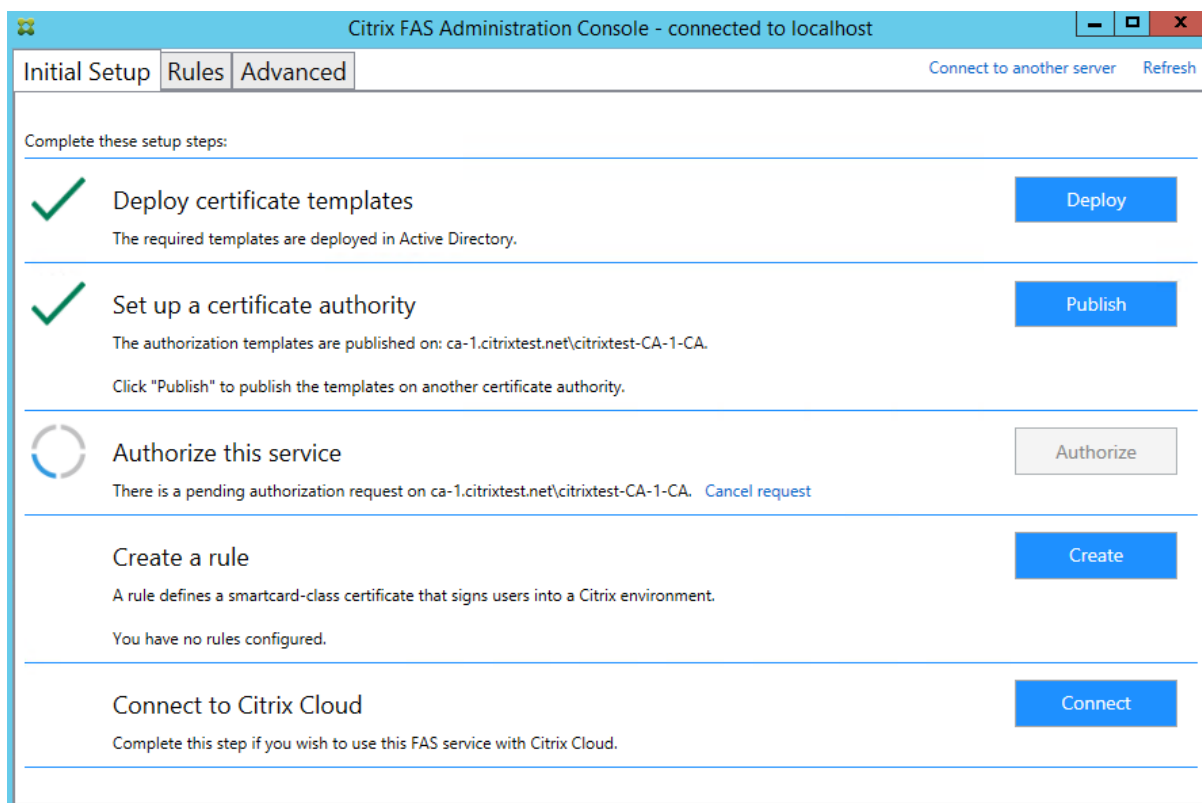 Citrix FAS Administration Console - connected to localhost
Initial Setup Rules Advanced Connect to another server Refresh
Complete these setup steps:
Deploy certificate templates Deploy
The required templates are deployed in Active Directory.
Set up a certificate authority Publish
The authorization templates are published on: ca-1.citrixtest.net\citrixtest-CA-1-CA.
Click "Publish" to publish the templates on another certificate authority.
Authorize this service Authorize
There is a pending authorization request on ca-1.citrixtest.net\citrixtest-CA-1-CA. Cancel request
Create a rule Create
A rule defines a smartcard-class certificate that signs users into a Citrix environment.
You have no rules configured.
Connect to Citrix Cloud Connect
Complete this step if you wish to use this FAS service with Citrix Cloud.